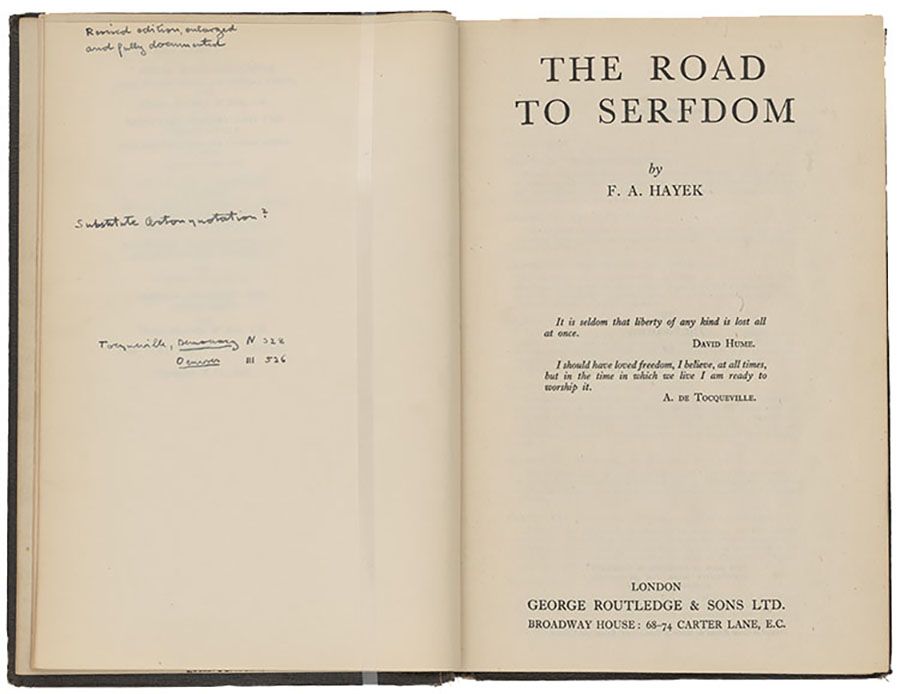 Revised edition, enlarged
and fully documented
Substitute Acton quotation?
Tocqueville, Democracy IV 322
Oeuvres III 536
THE ROAD
TO SERFDOM
by
F. A. HAYEK
It is seldom that liberty of any kind is lost all
at once.
DAVID HUME.
I should have loved freedom, I believe, at all times,
but in the time in which we live I am ready to
worship it.
A. DE TOCQUEVILLE.
LONDON
GEORGE ROUTLEDGE & SONS LTD.
BROADWAY HOUSE: 68–74 CARTER LANE, E.C.